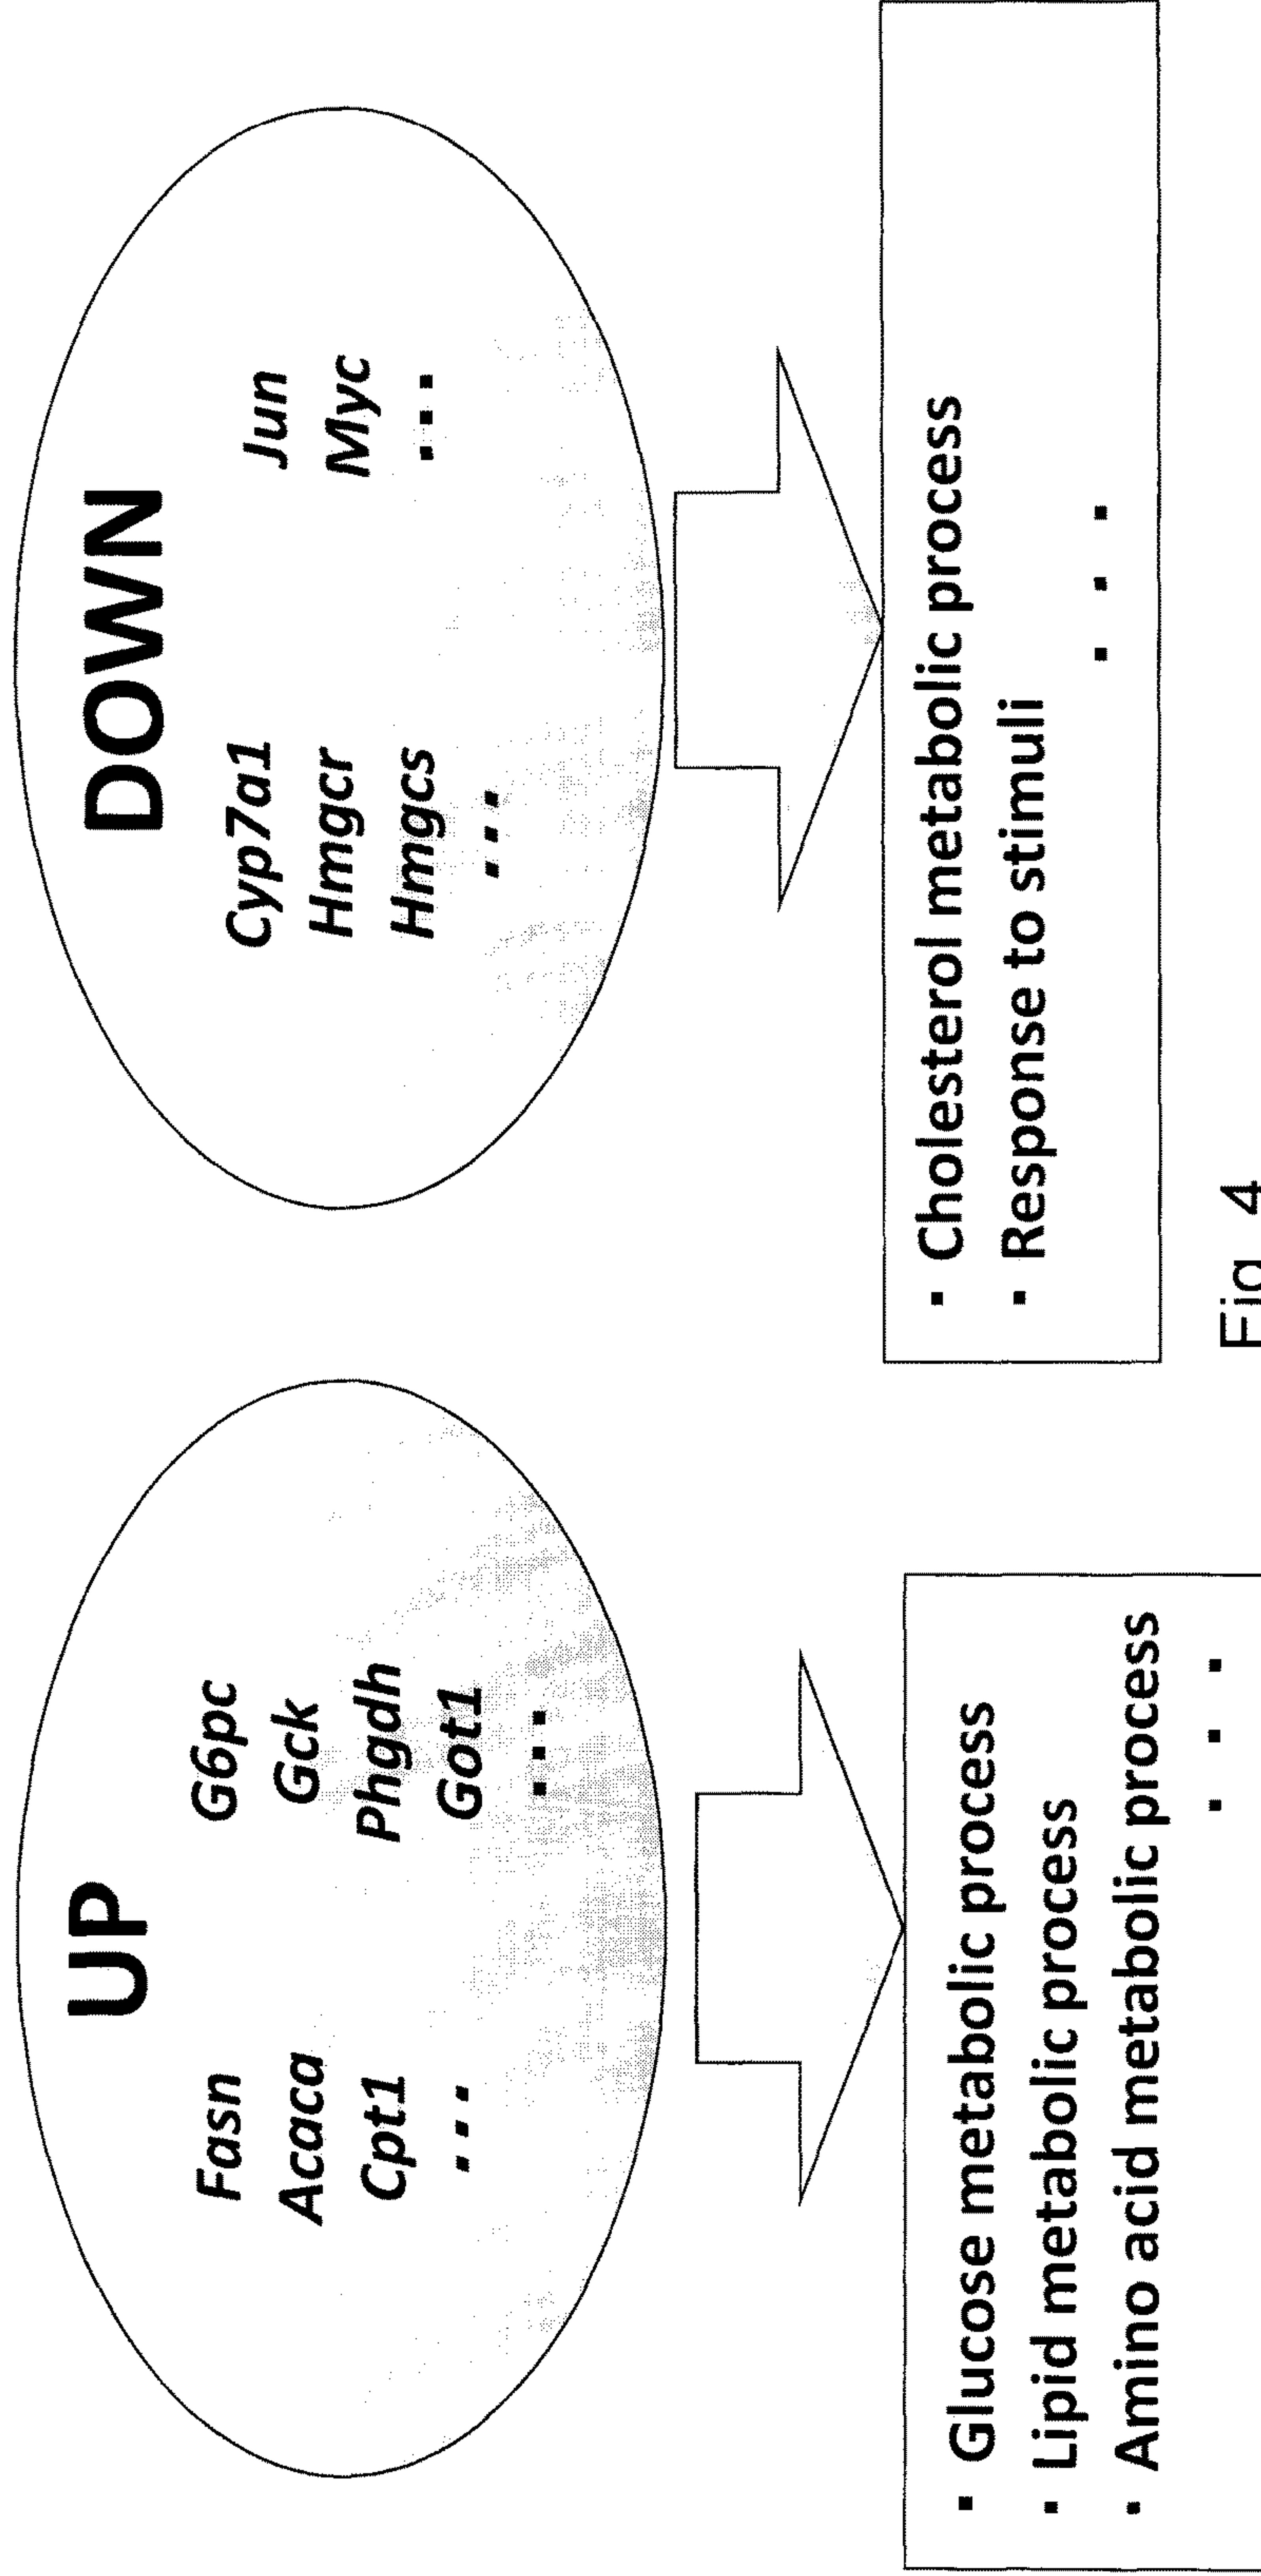 UP
Fasn
Acaca
Cpt1
...
G6pc
Gck
Phgdh
Got1
...
▪ Glucose metabolic process
▪ Lipid metabolic process
▪ Amino acid metabolic process
...
DOWN
Cyp7a1
Hmgcr
Hmgcs
...
Jun
Myc
...
▪ Cholesterol metabolic process
▪ Response to stimuli
...
Fig. 4